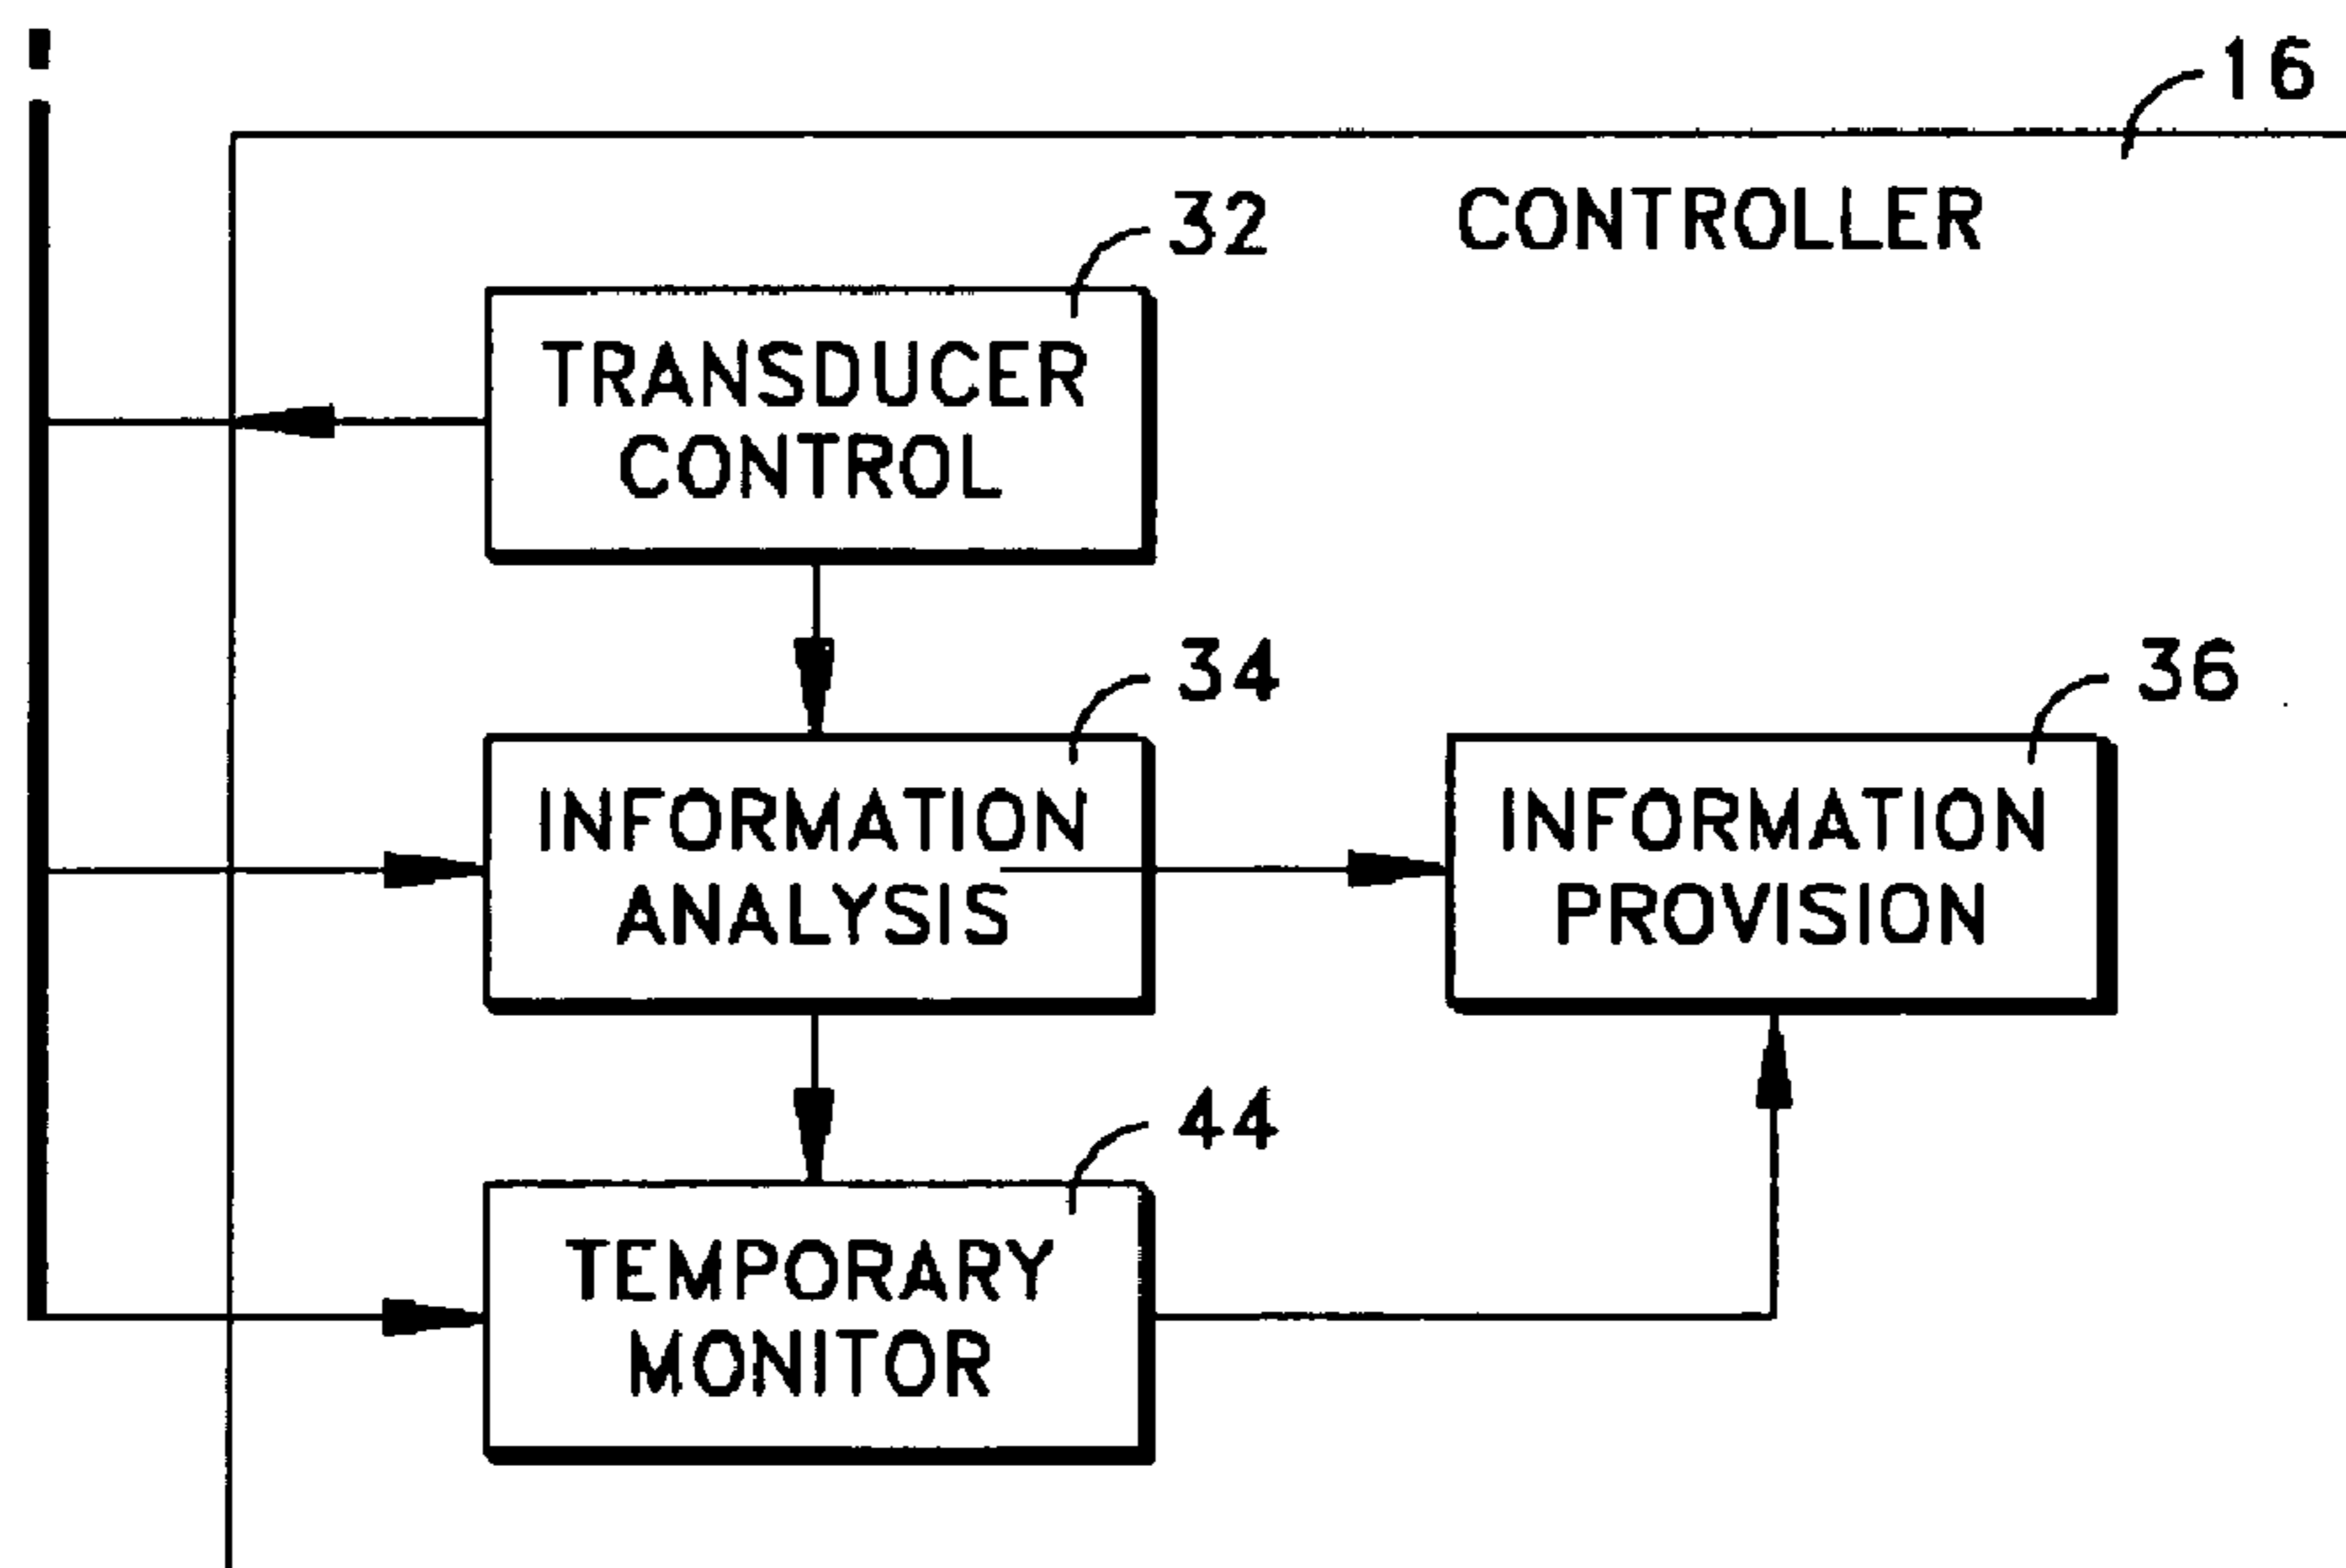 16
CONTROLLER
32
TRANSDUCER
CONTROL
34
INFORMATION
ANALYSIS
36
INFORMATION
PROVISION
44
TEMPORARY
MONITOR